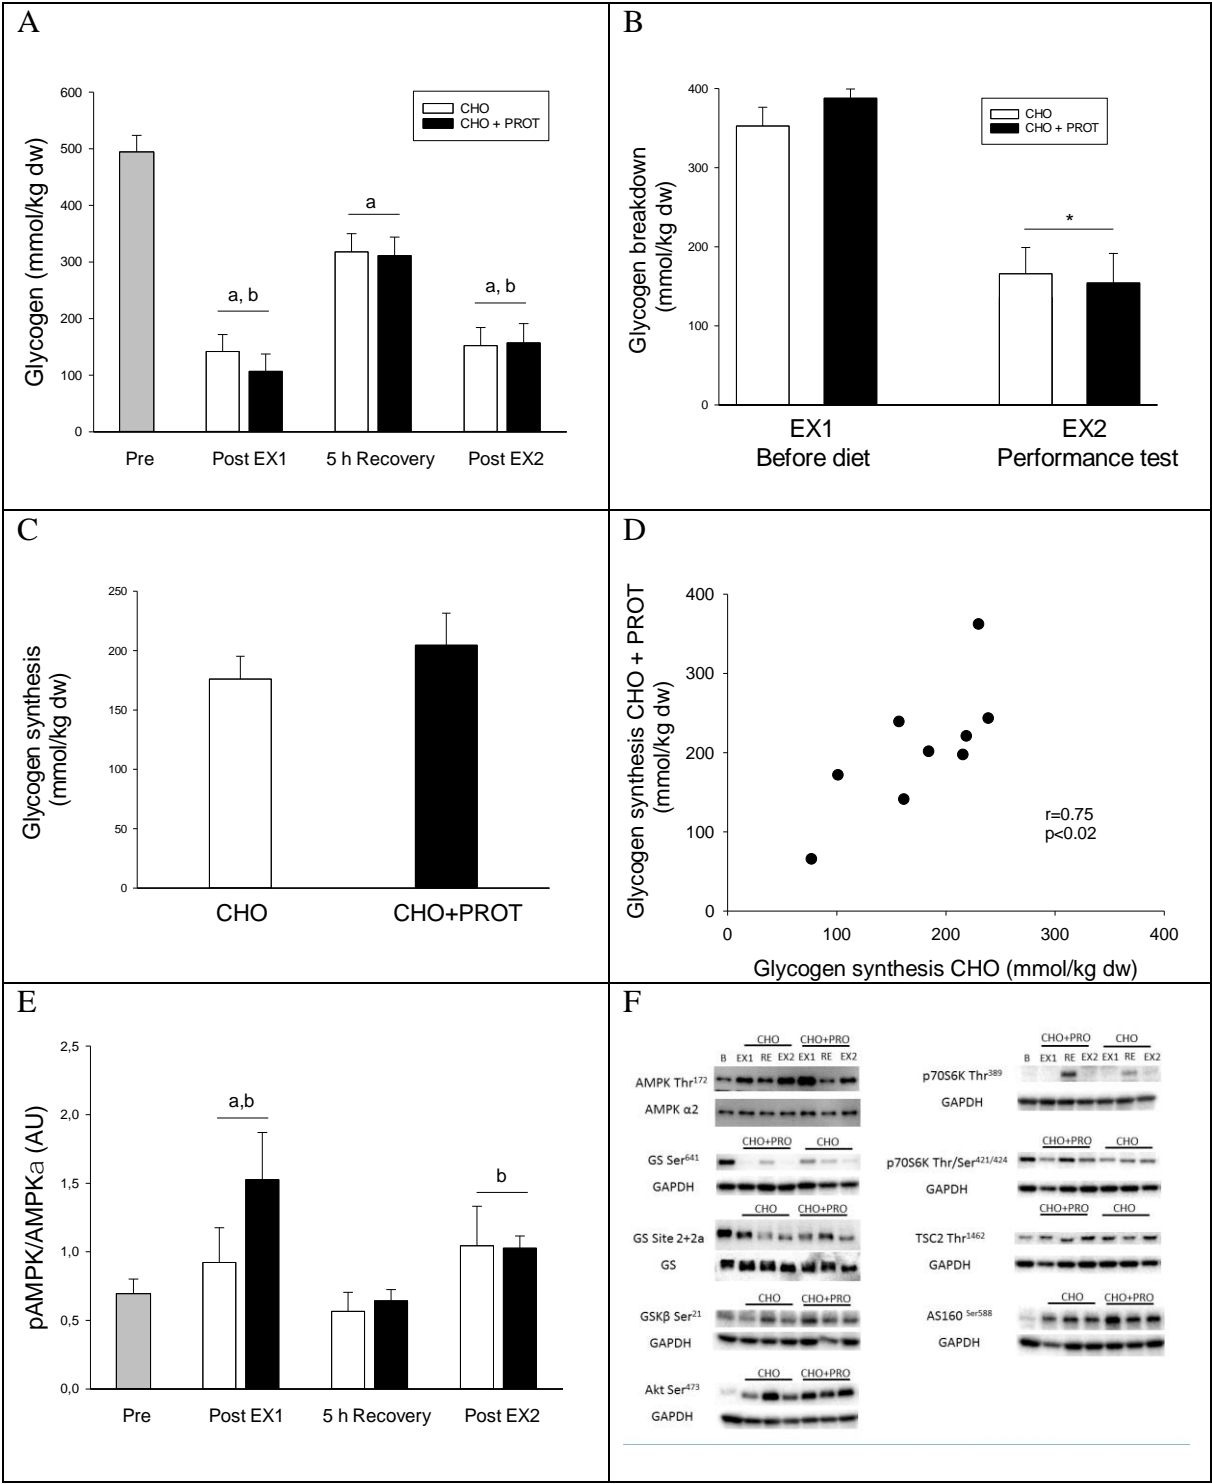 A
600
500
400
300
200
100
0
Glycogen (mmol/kg dw)
CHO
CHO + PROT
a, b
a
a, b
Pre Post EX1 5 h Recovery Post EX2
B
400
300
200
100
0
Glycogen breakdown
(mmol/kg dw)
CHO
CHO + PROT
*
EX1 EX2
Before diet Performance test
C
250
200
150
100
50
0
Glycogen synthesis
(mmol/kg dw)
CHO CHO+PROT
D
400
300
200
100
0
Glycogen synthesis CHO + PROT
(mmol/kg dw)
r=0.75
p<0.02
0 100 200 300 400
Glycogen synthesis CHO (mmol/kg dw)
E
2,5
2,0
1,5
1,0
0,5
0,0
pAMPK/AMPKa (AU)
a,b
b
Pre Post EX1 5 h Recovery Post EX2
F
CHO CHO+PRO
B EX1 RE EX2 EX1 RE EX2
AMPK Thr172
AMPK α2
CHO+PRO CHO
GS Ser641
GAPDH
CHO CHO+PRO
GS Site 2+2a
GS
CHO CHO+PRO
GSKβ Ser21
GAPDH
CHO CHO+PRO
Akt Ser473
GAPDH
CHO+PRO CHO
B EX1 RE EX2 EX1 RE EX2
p70S6K Thr389
GAPDH
CHO+PRO CHO
p70S6K Thr/Ser421/424
GAPDH
CHO+PRO CHO
TSC2 Thr1462
GAPDH
CHO CHO+PRO
AS160 Ser588
GAPDH